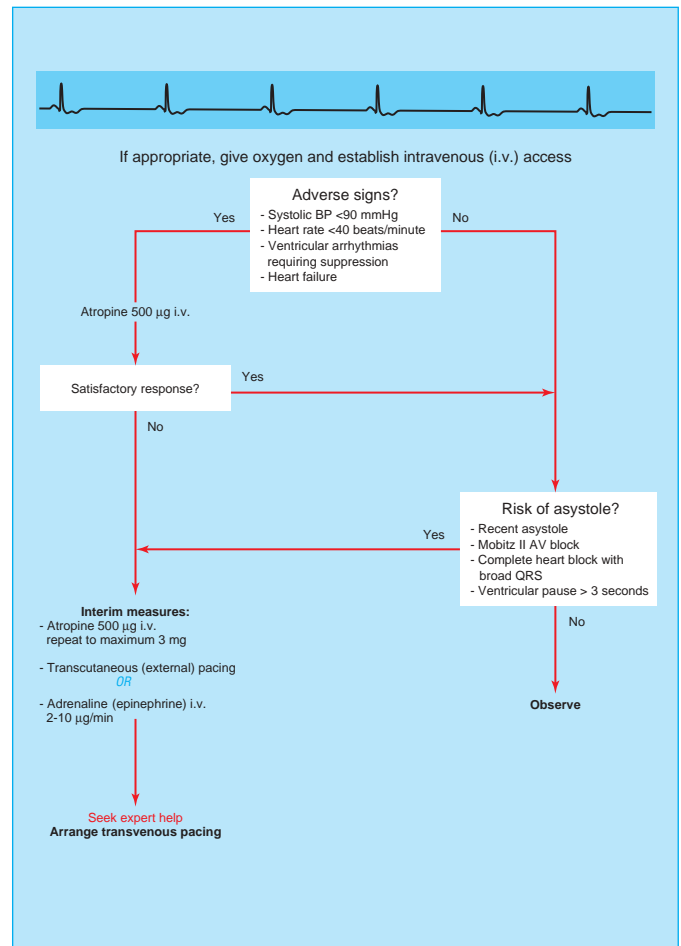 If appropriate, give oxygen and establish intravenous (i.v.) access
Adverse signs?
- Systolic BP <90 mmHg
- Heart rate <40 beats/minute
- Ventricular arrhythmias
requiring suppression
- Heart failure
Yes
No
Atropine 500 µg i.v.
Satisfactory response?
Yes
No
Risk of asystole?
- Recent asystole
- Mobitz II AV block
- Complete heart block with
broad QRS
- Ventricular pause > 3 seconds
Yes
No
Interim measures:
- Atropine 500 µg i.v.
repeat to maximum 3 mg
- Transcutaneous (external) pacing
OR
- Adrenaline (epinephrine) i.v.
2-10 µg/min
Observe
Seek expert help
Arrange transvenous pacing